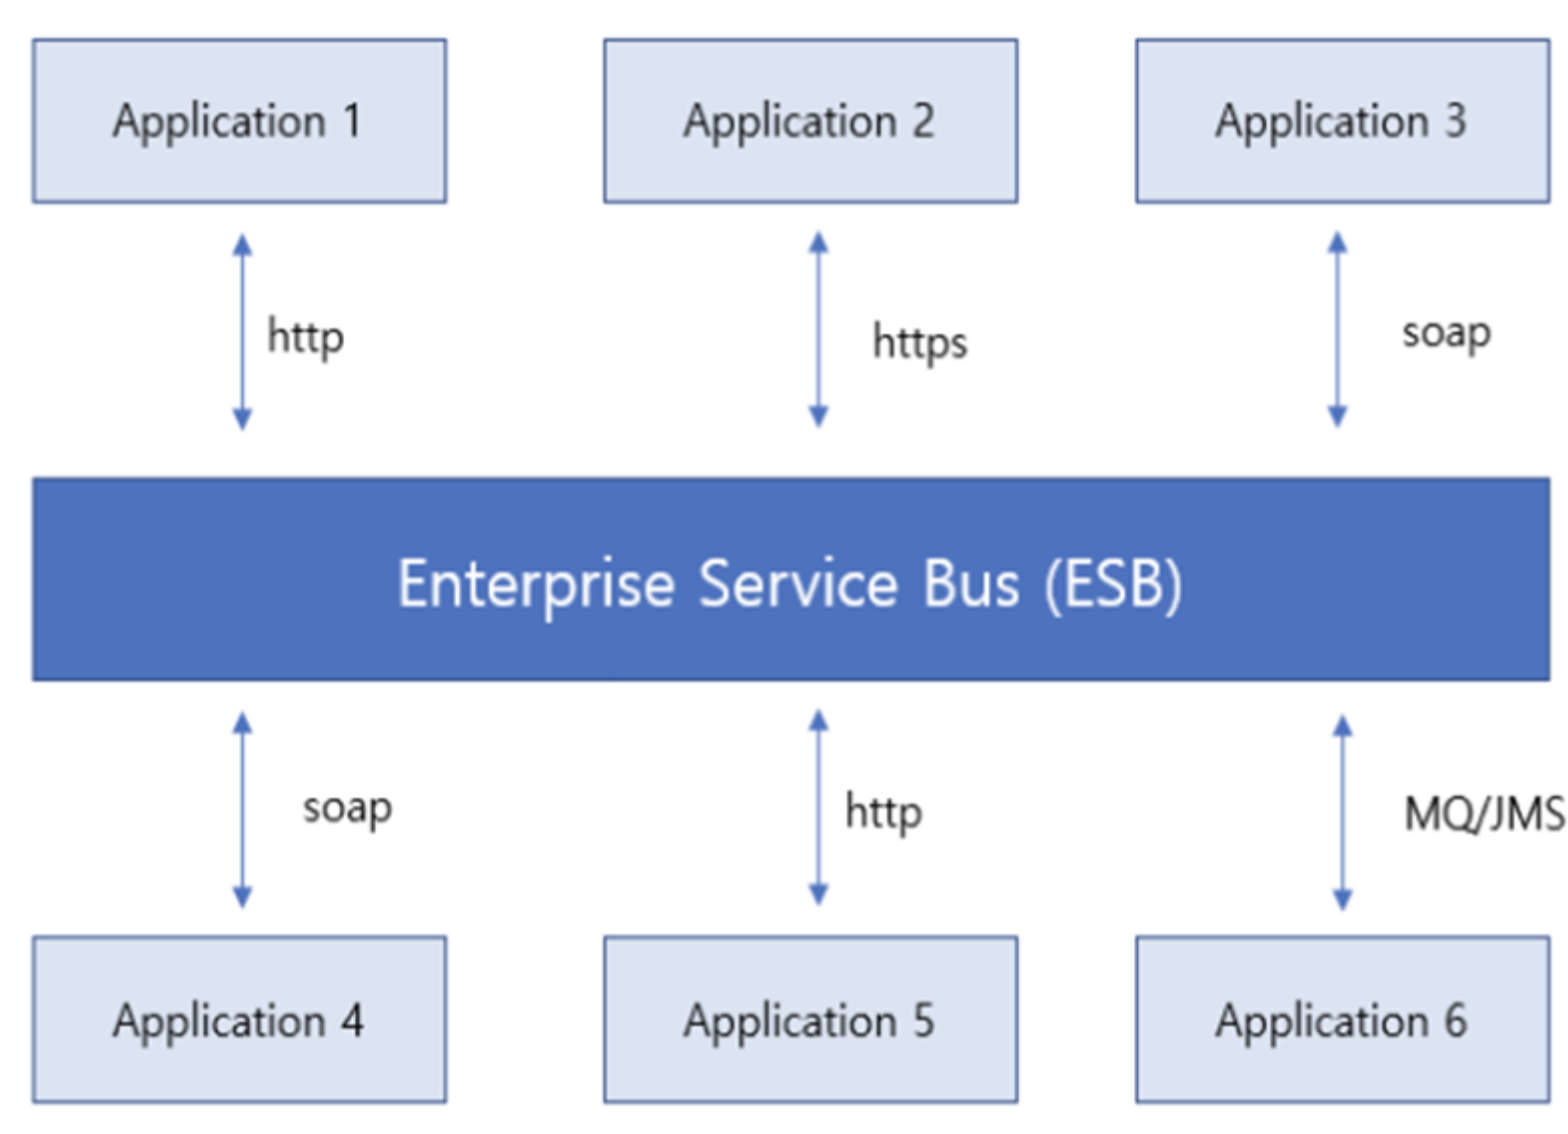 Application 1
Application 2
Application 3
http
https
soap
Enterprise Service Bus (ESB)
soap
http
MQ/JMS
Application 4
Application 5
Application 6